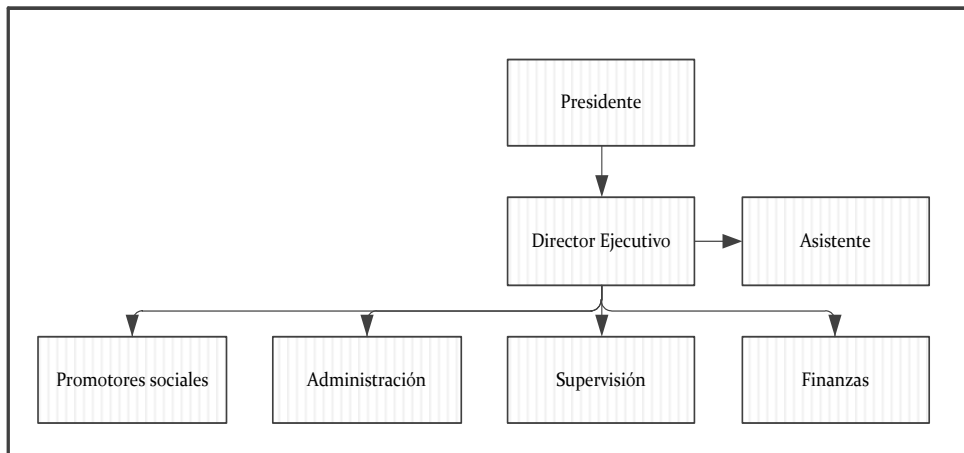 Presidente
Director Ejecutivo
Asistente
Promotores sociales
Administración
Supervisión
Finanzas